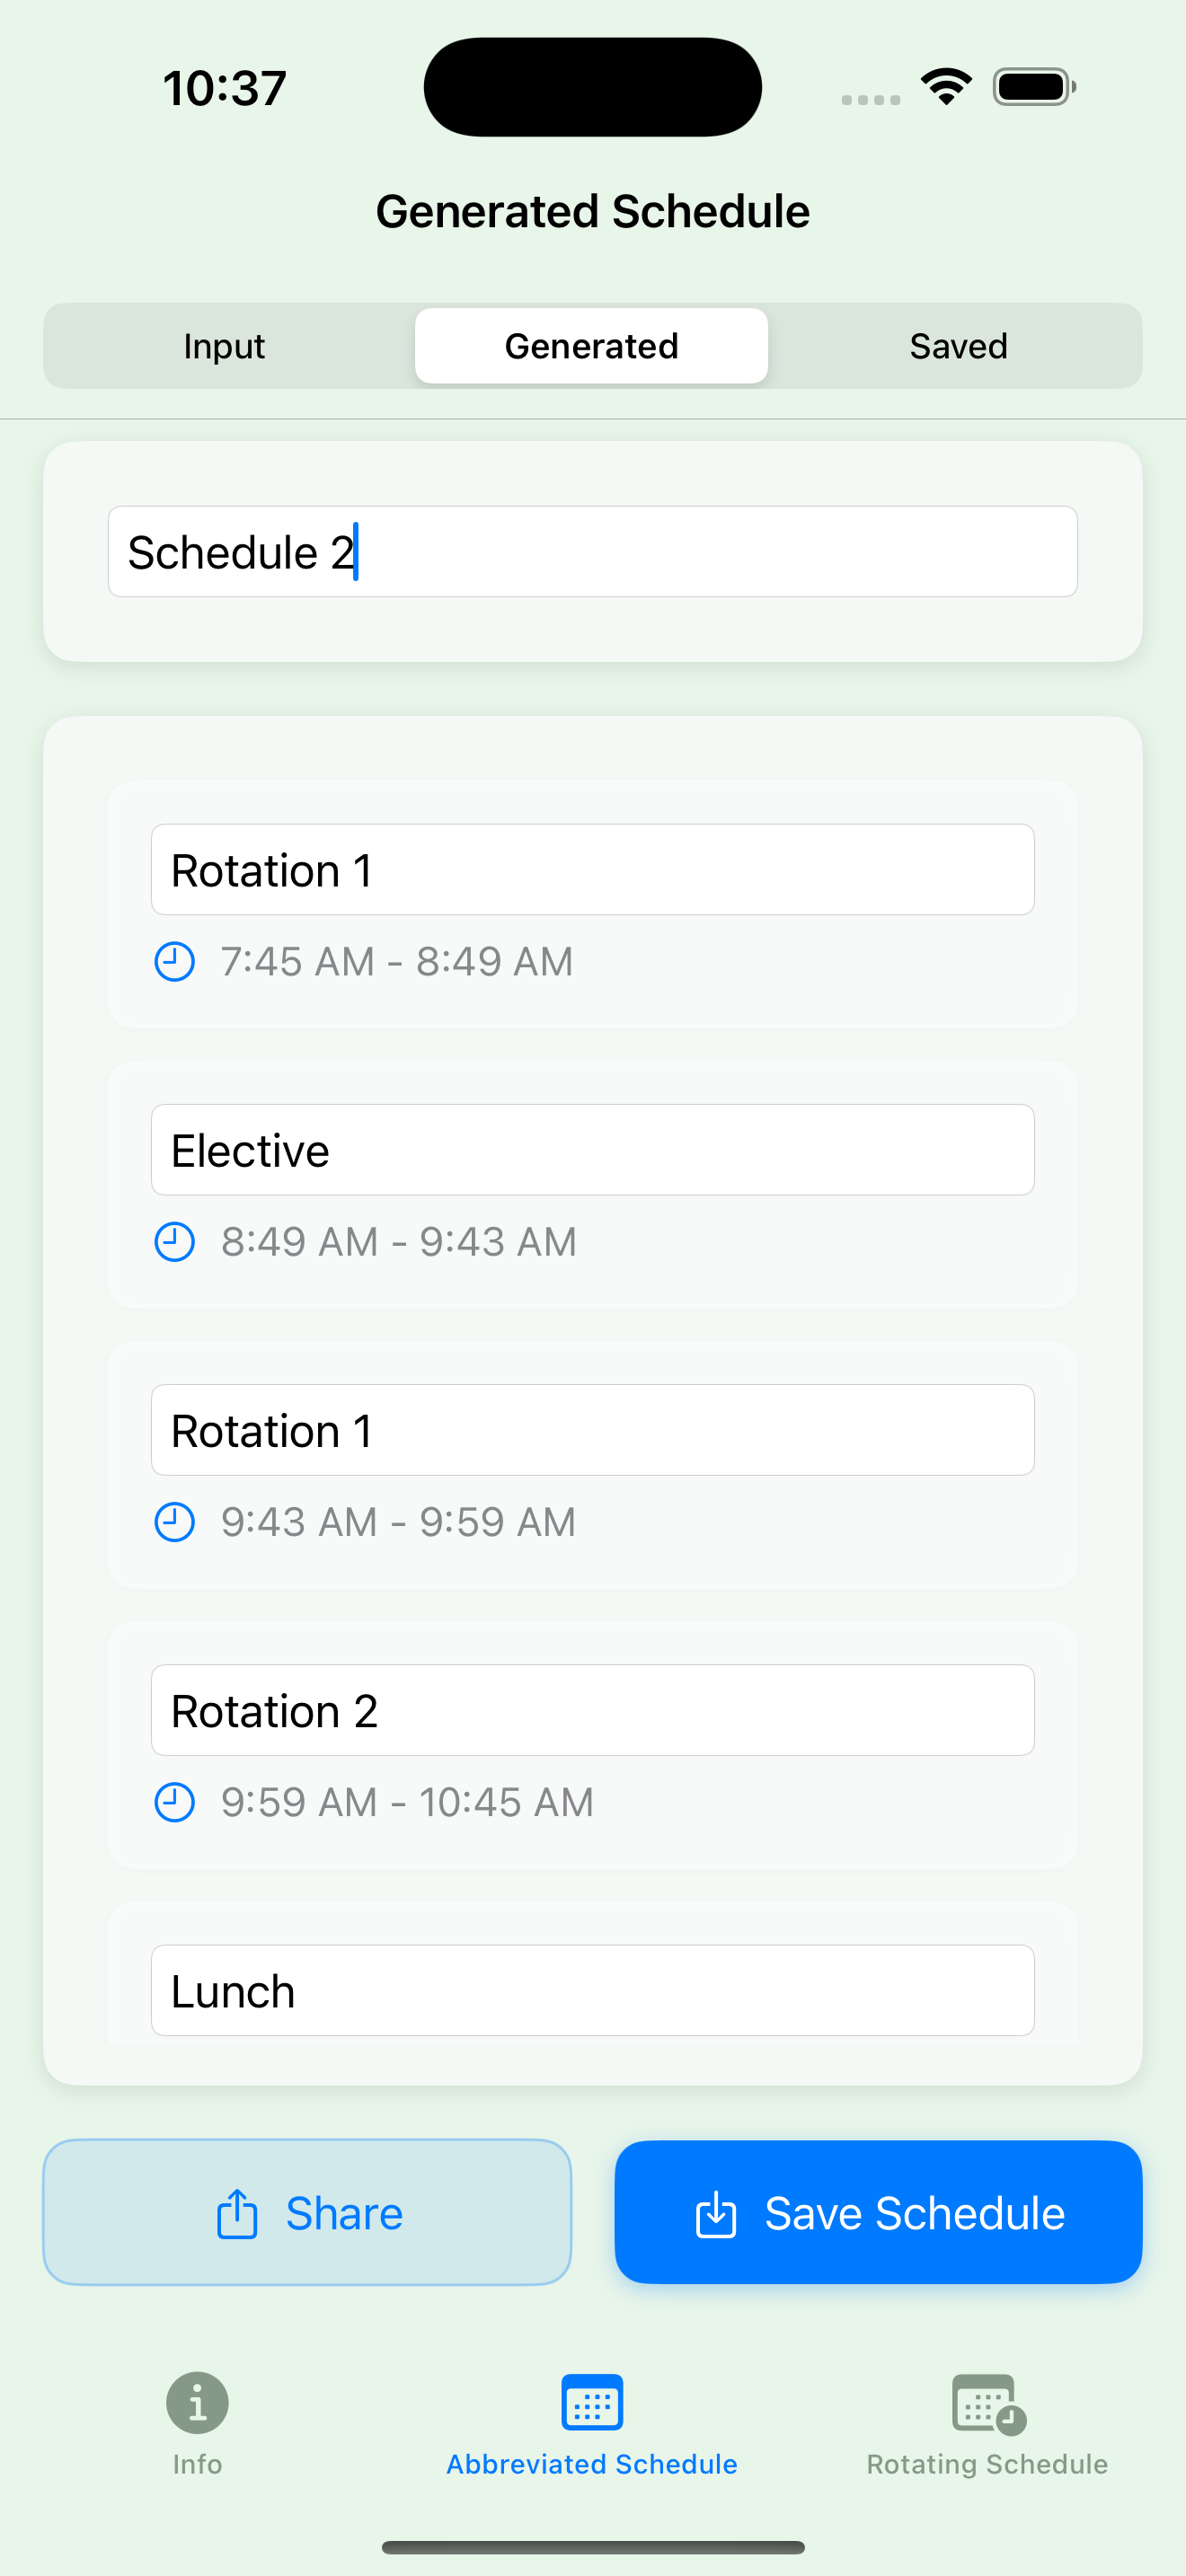 10:37
Generated Schedule
Input
Generated
Saved
Schedule 2
Rotation 1
7:45 AM - 8:49 AM
Elective
8:49 AM - 9:43 AM
Rotation 1
9:43 AM - 9:59 AM
Rotation 2
9:59 AM - 10:45 AM
Lunch
Share
Save Schedule
Info
Abbreviated Schedule
Rotating Schedule